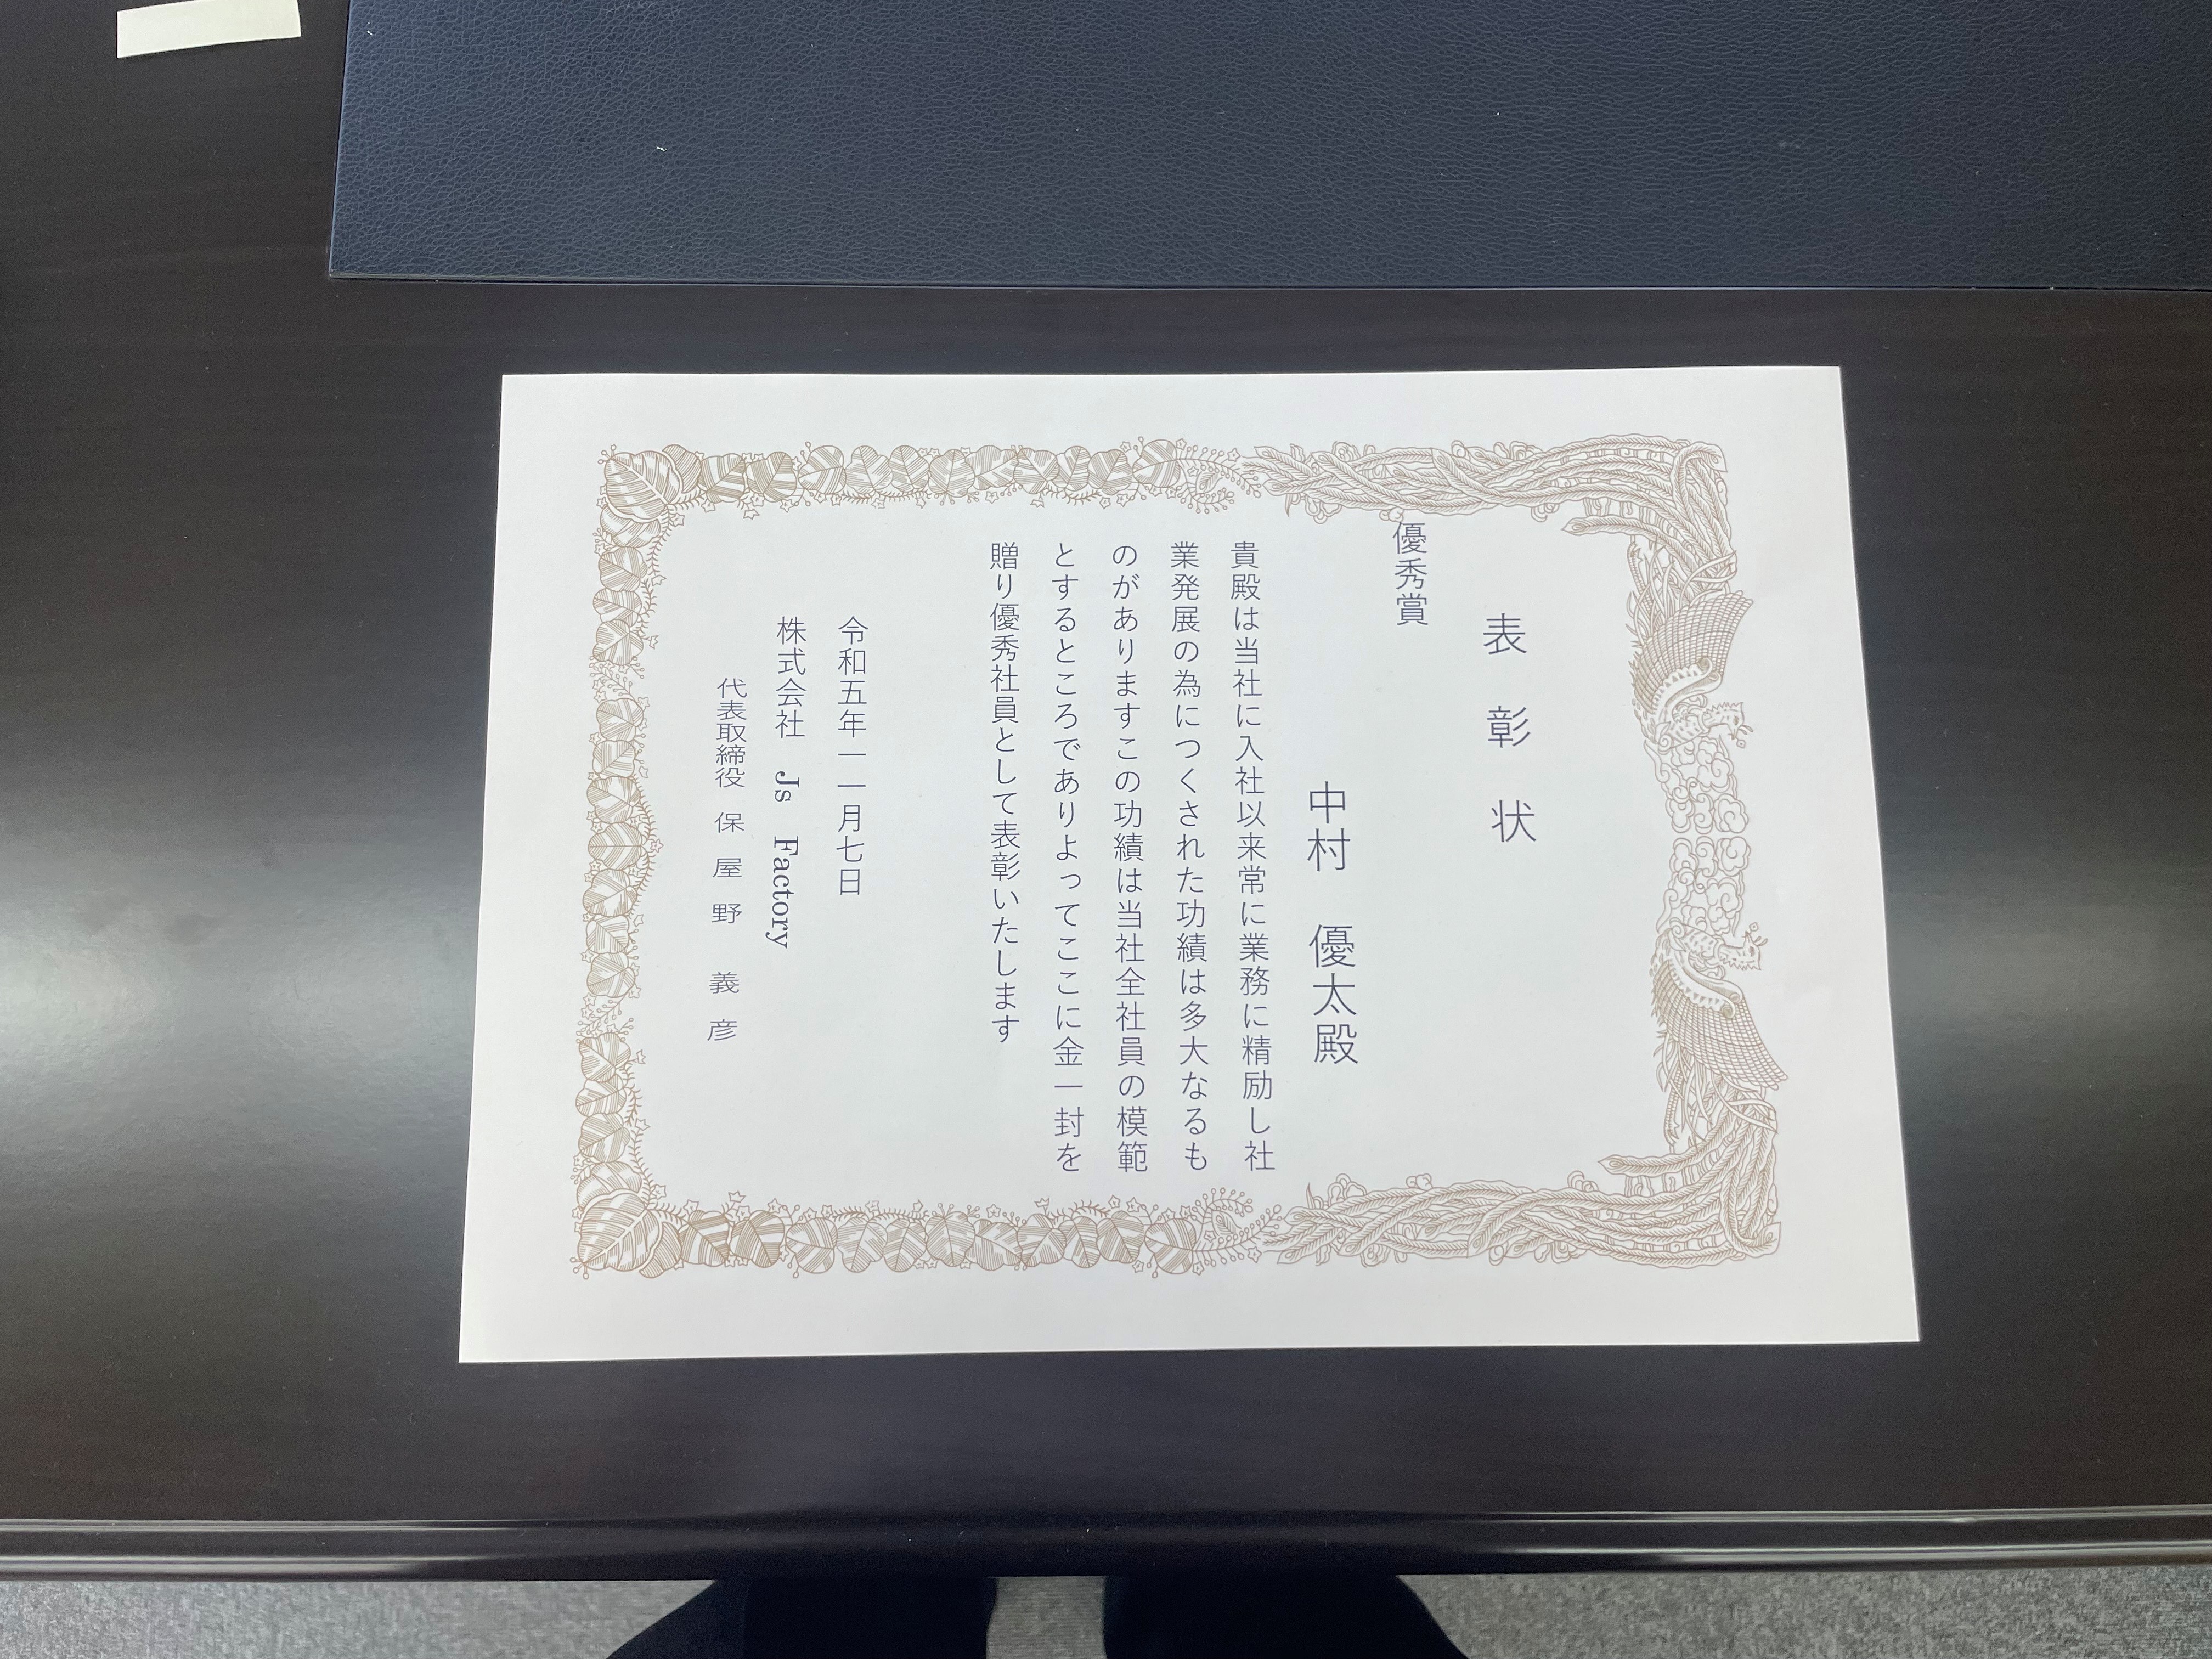 表彰状
優秀賞
中村　優太殿
貴殿は当社に入社以来常に業務に精励し社
業発展の為につくされた功績は多大なるも
のがありますこの功績は当社全社員の模範
とするところでありよってここに金一封を
贈り優秀社員として表彰いたします
令和五年一一月七日
株式会社　Js　Factory
代表取締役　保屋野　義彦